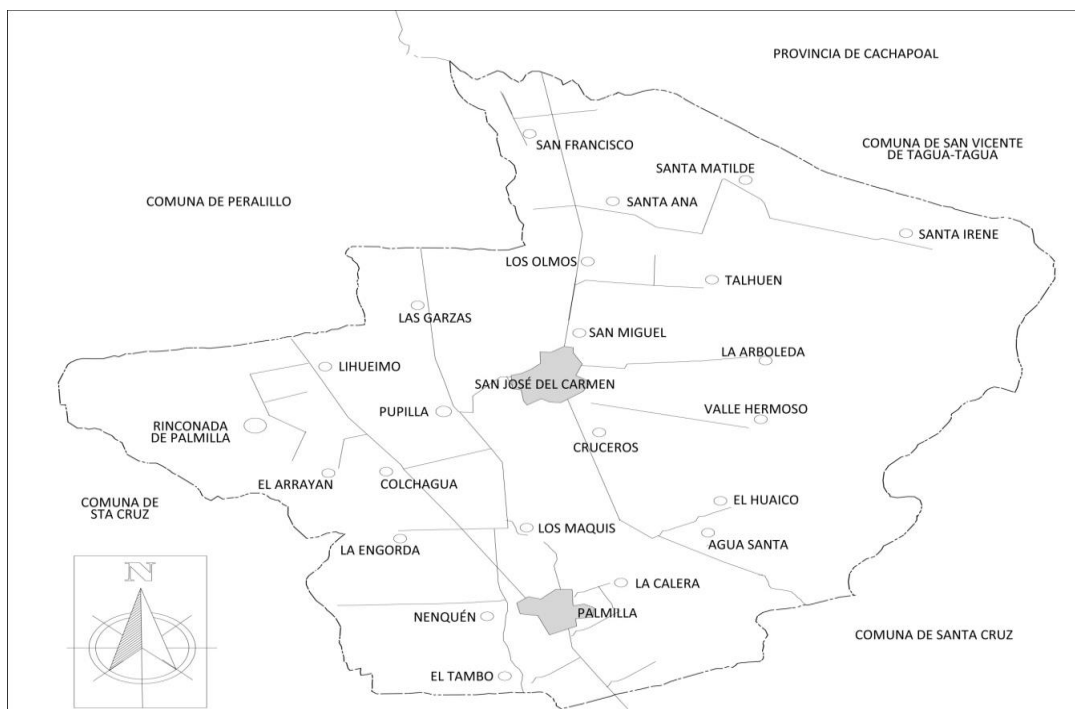 PROVINCIA DE CACHAPOAL
COMUNA DE SAN VICENTE
DE TAGUA-TAGUA
SAN FRANCISCO
SANTA MATILDE
COMUNA DE PERALILLO
SANTA ANA
SANTA IRENE
LOS OLMOS
TALHUEN
LAS GARZAS
SAN MIGUEL
LA ARBOLEDA
LIHUEIMO
SAN JOSÉ DEL CARMEN
PUPILLA
VALLE HERMOSO
RINCONADA
DE PALMILLA
CRUCEROS
EL ARRAYAN
COLCHAGUA
COMUNA DE
STA CRUZ
EL HUAICO
LOS MAQUIS
AGUA SANTA
LA ENGORDA
N
LA CALERA
NENQUÉN
PALMILLA
COMUNA DE SANTA CRUZ
EL TAMBO